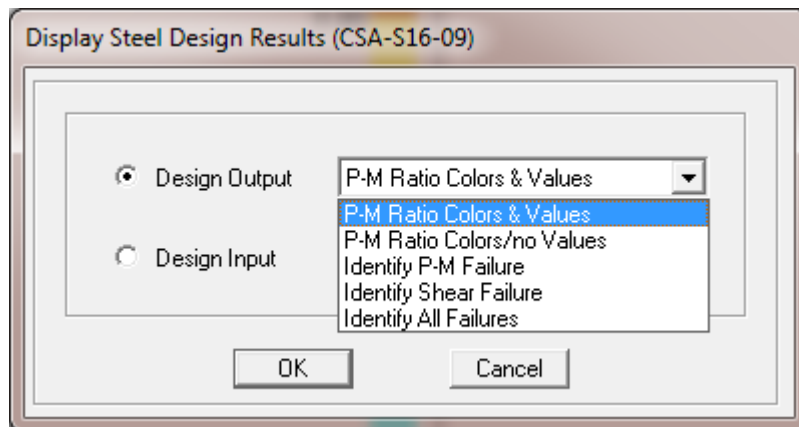 Display Steel Design Results (CSA-S16-09)
Design Output
P-M Ratio Colors & Values
P-M Ratio Colors & Values
P-M Ratio Colors/no Values
Design Input
Identify P-M Failure
Identify Shear Failure
Identify All Failures
OK
Cancel